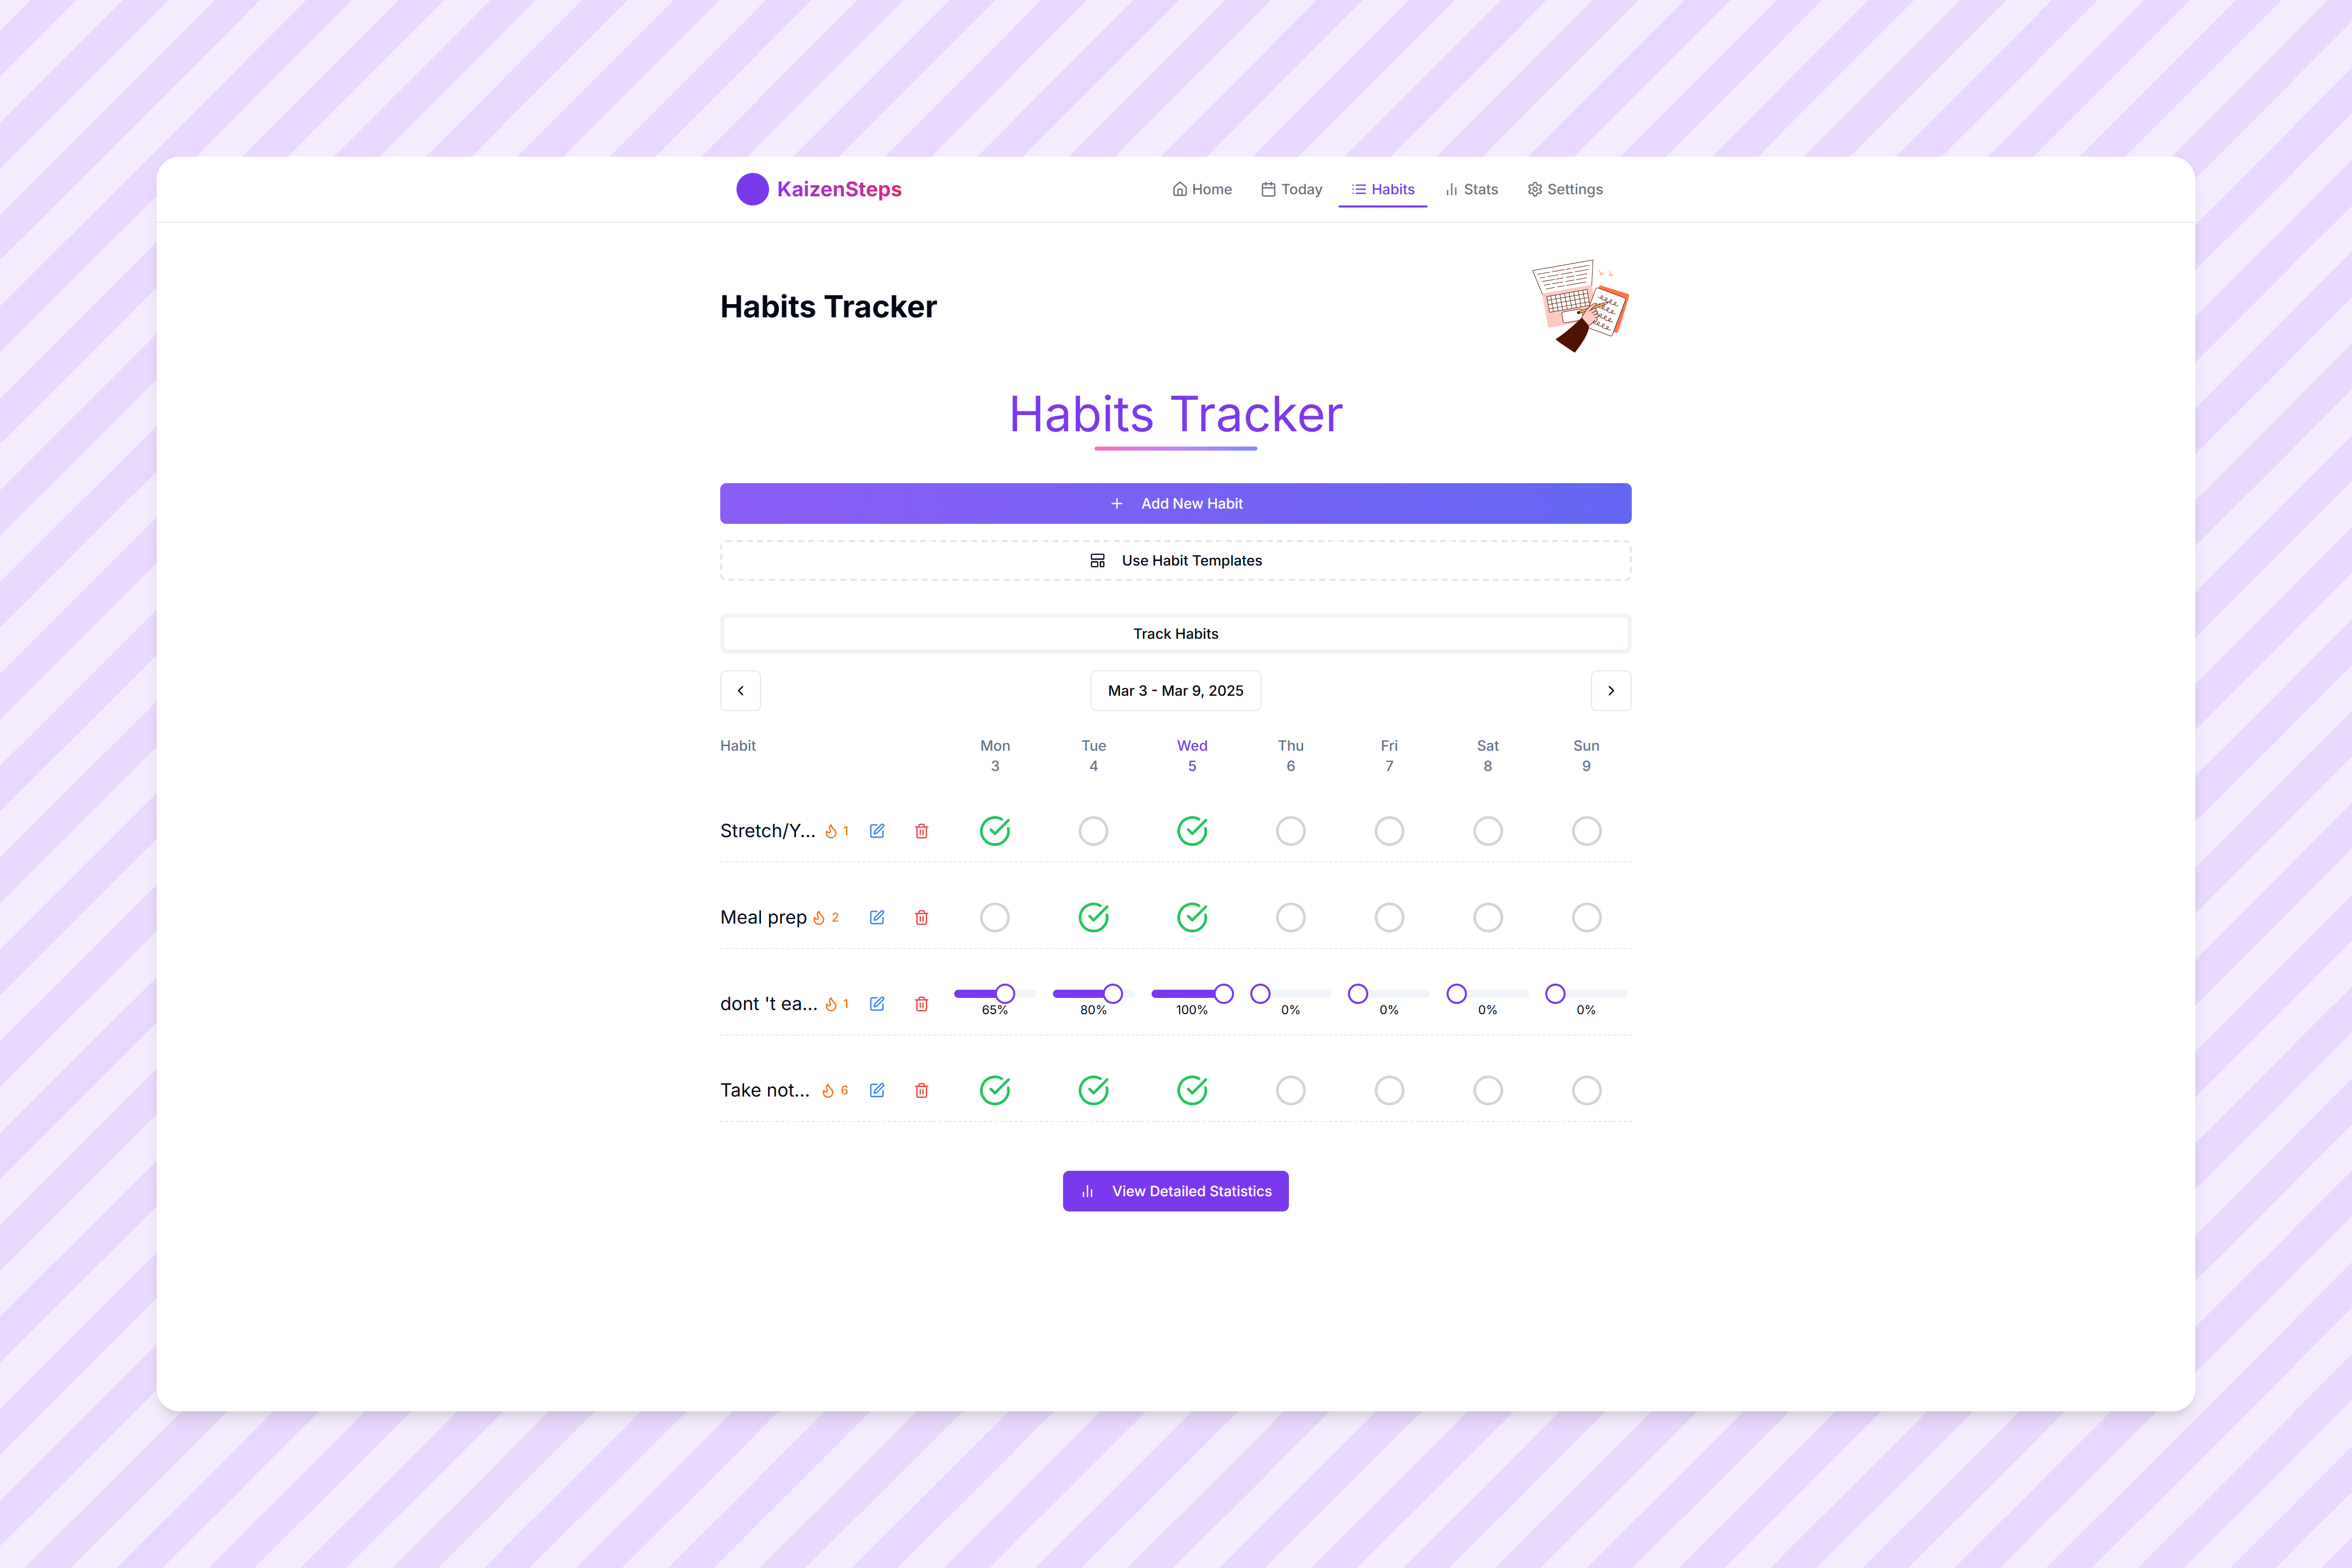 KaizenSteps
Home Today Habits Stats Settings
Habits Tracker
Habits Tracker
Add New Habit
Use Habit Templates
Track Habits
Mar 3 - Mar 9, 2025
Habit Mon Tue Wed Thu Fri Sat Sun
3 4 5 6 7 8 9
Stretch/Y... 1
Meal prep 2
dont 't ea... 1
65% 80% 100% 0% 0% 0% 0%
Take not... 6
View Detailed Statistics